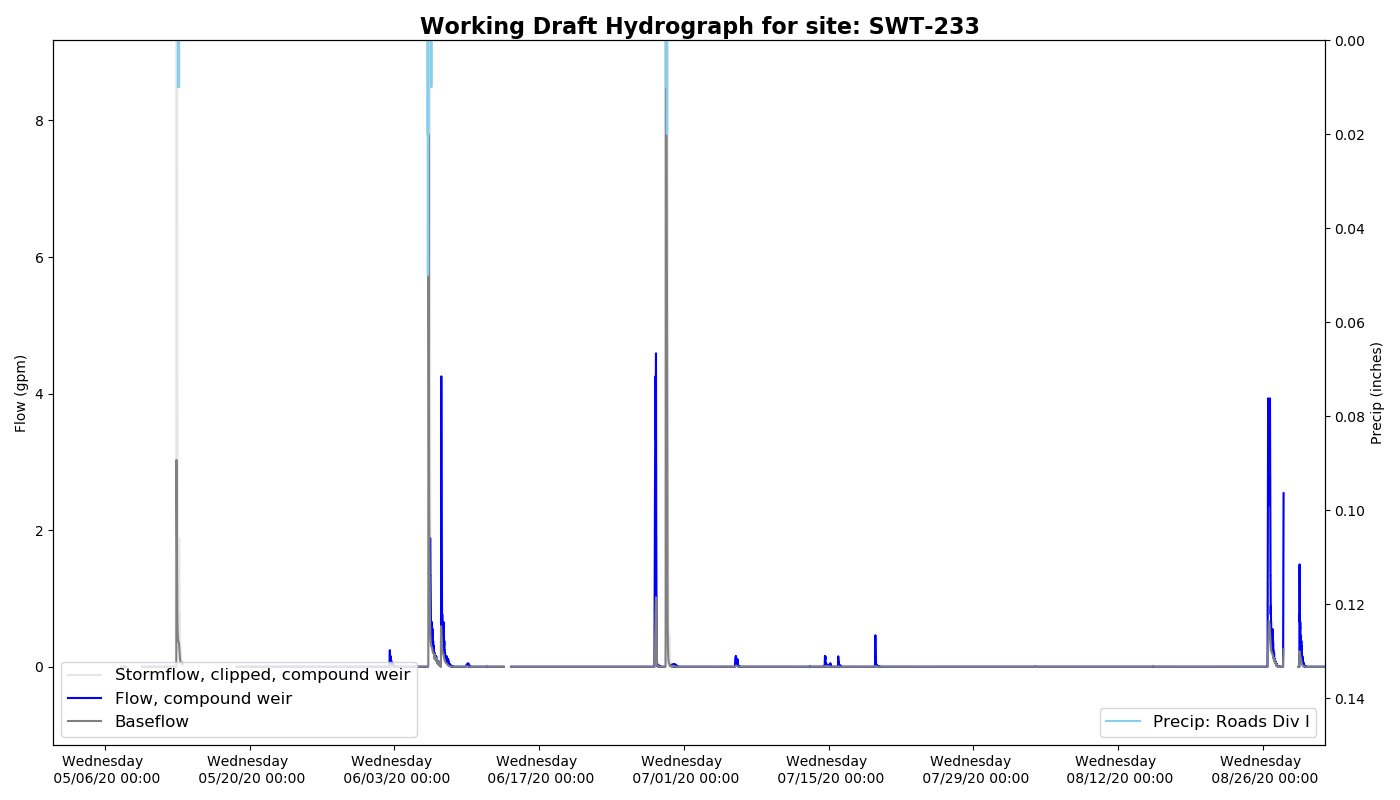 Working Draft Hydrograph for site: SWT-233
Flow (gpm)
8
6
4
2
0
0.00
0.02
0.04
0.06
0.08
0.10
0.12
0.14
Precip (inches)
Stormflow, clipped, compound weir
Flow, compound weir
Baseflow
Precip: Roads Div I
Wednesday
05/06/20 00:00
Wednesday
05/20/20 00:00
Wednesday
06/03/20 00:00
Wednesday
06/17/20 00:00
Wednesday
07/01/20 00:00
Wednesday
07/15/20 00:00
Wednesday
07/29/20 00:00
Wednesday
08/12/20 00:00
Wednesday
08/26/20 00:00